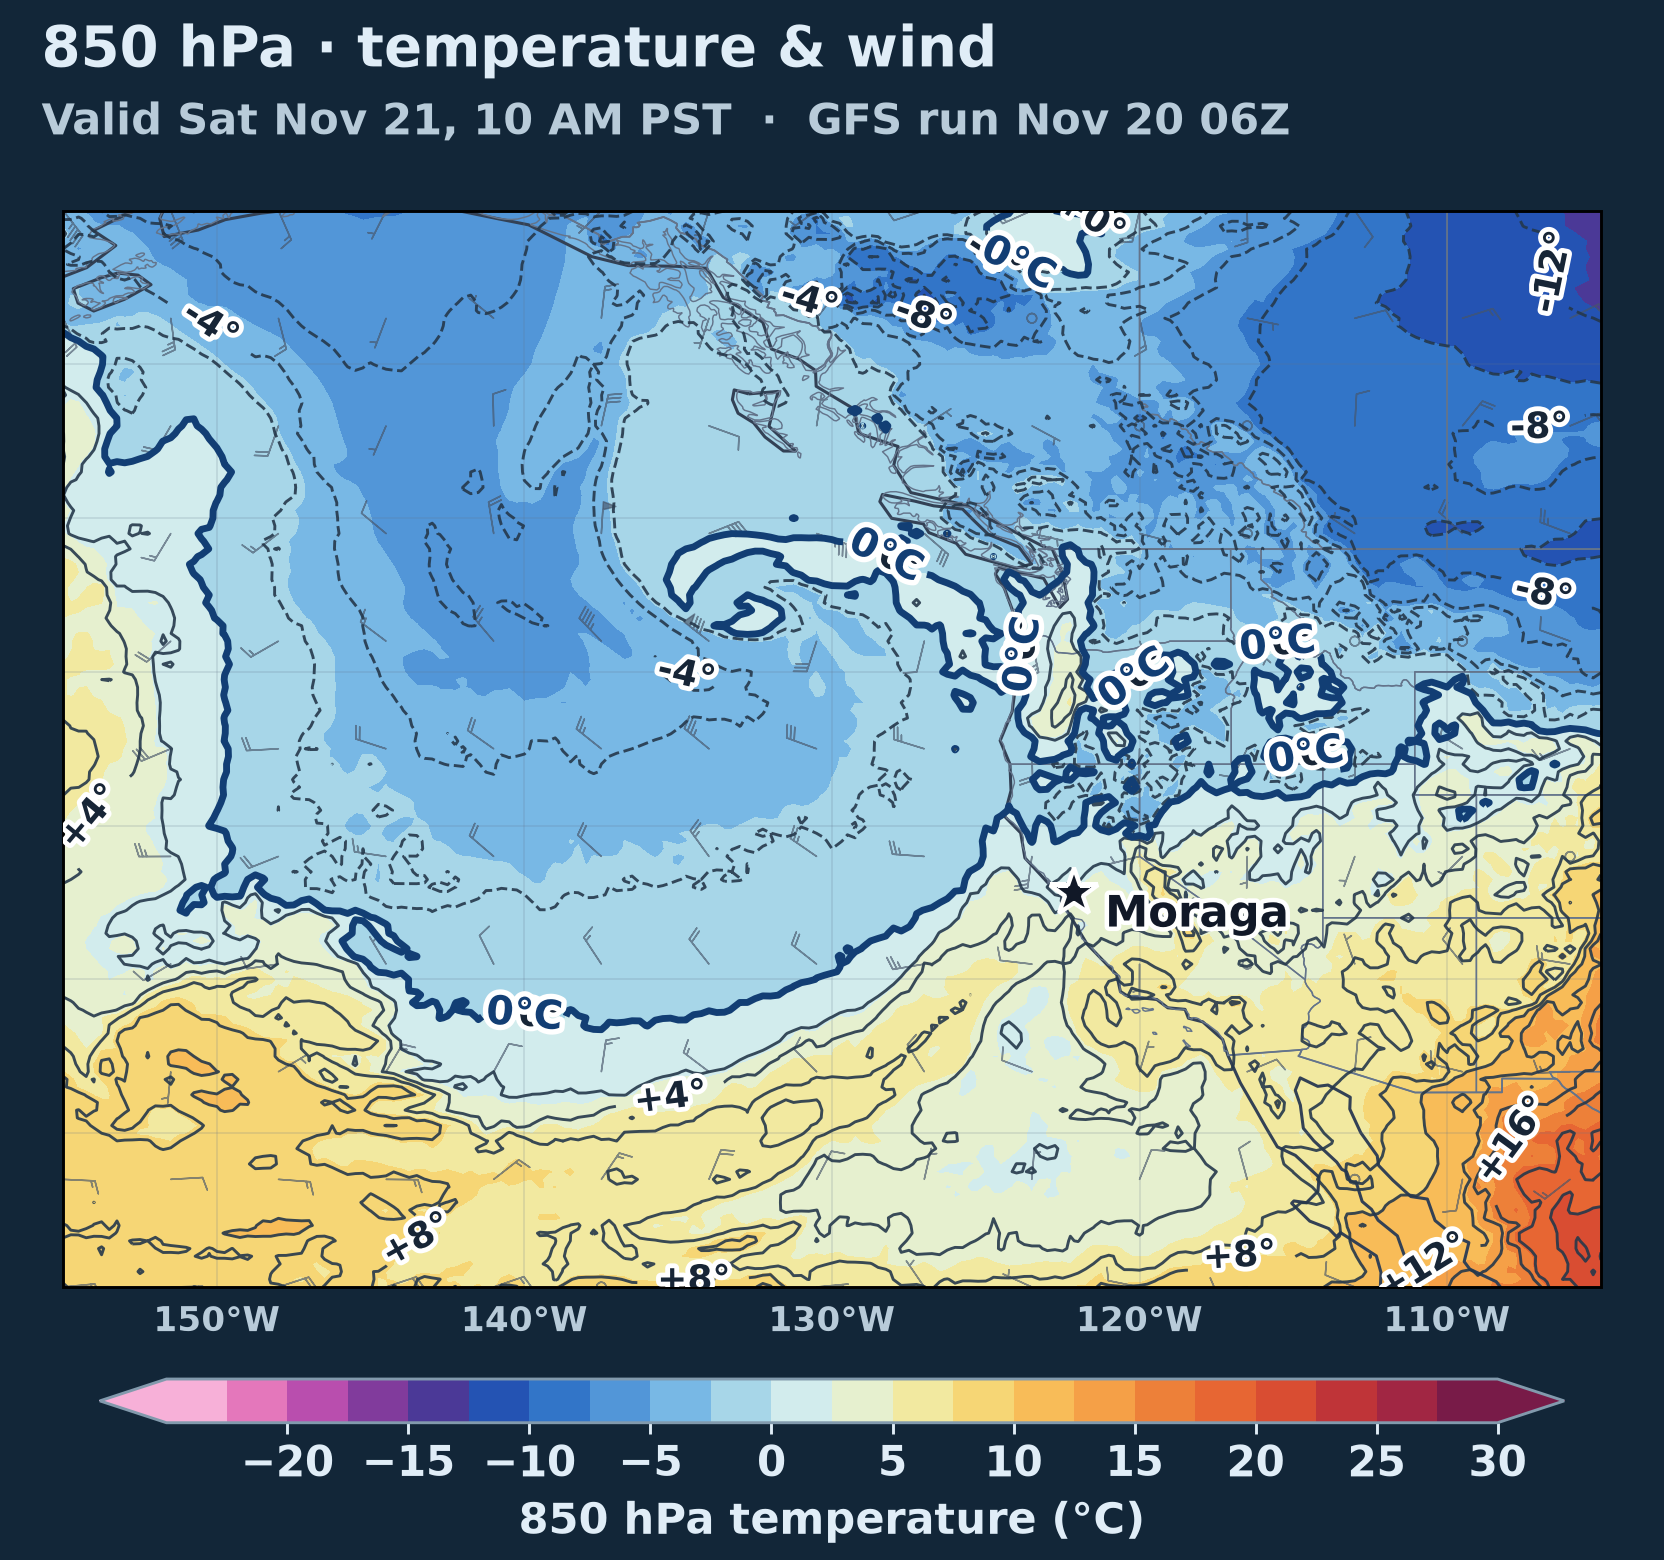 850 hPa · temperature & wind
Valid Sat Nov 21, 10 AM PST · GFS run Nov 20 06Z
-0°
-0°C
-12°
-4°
-4°
-8°
-8°
0°C
-8°
0°C
0°C
0°C
-4°
0°C
+4°
Moraga
0°C
+4°
+16°
+8°
+8°
+12°
+8°
150°W 140°W 130°W 120°W 110°W
−20 −15 −10 −5 0 5 10 15 20 25 30
850 hPa temperature (°C)